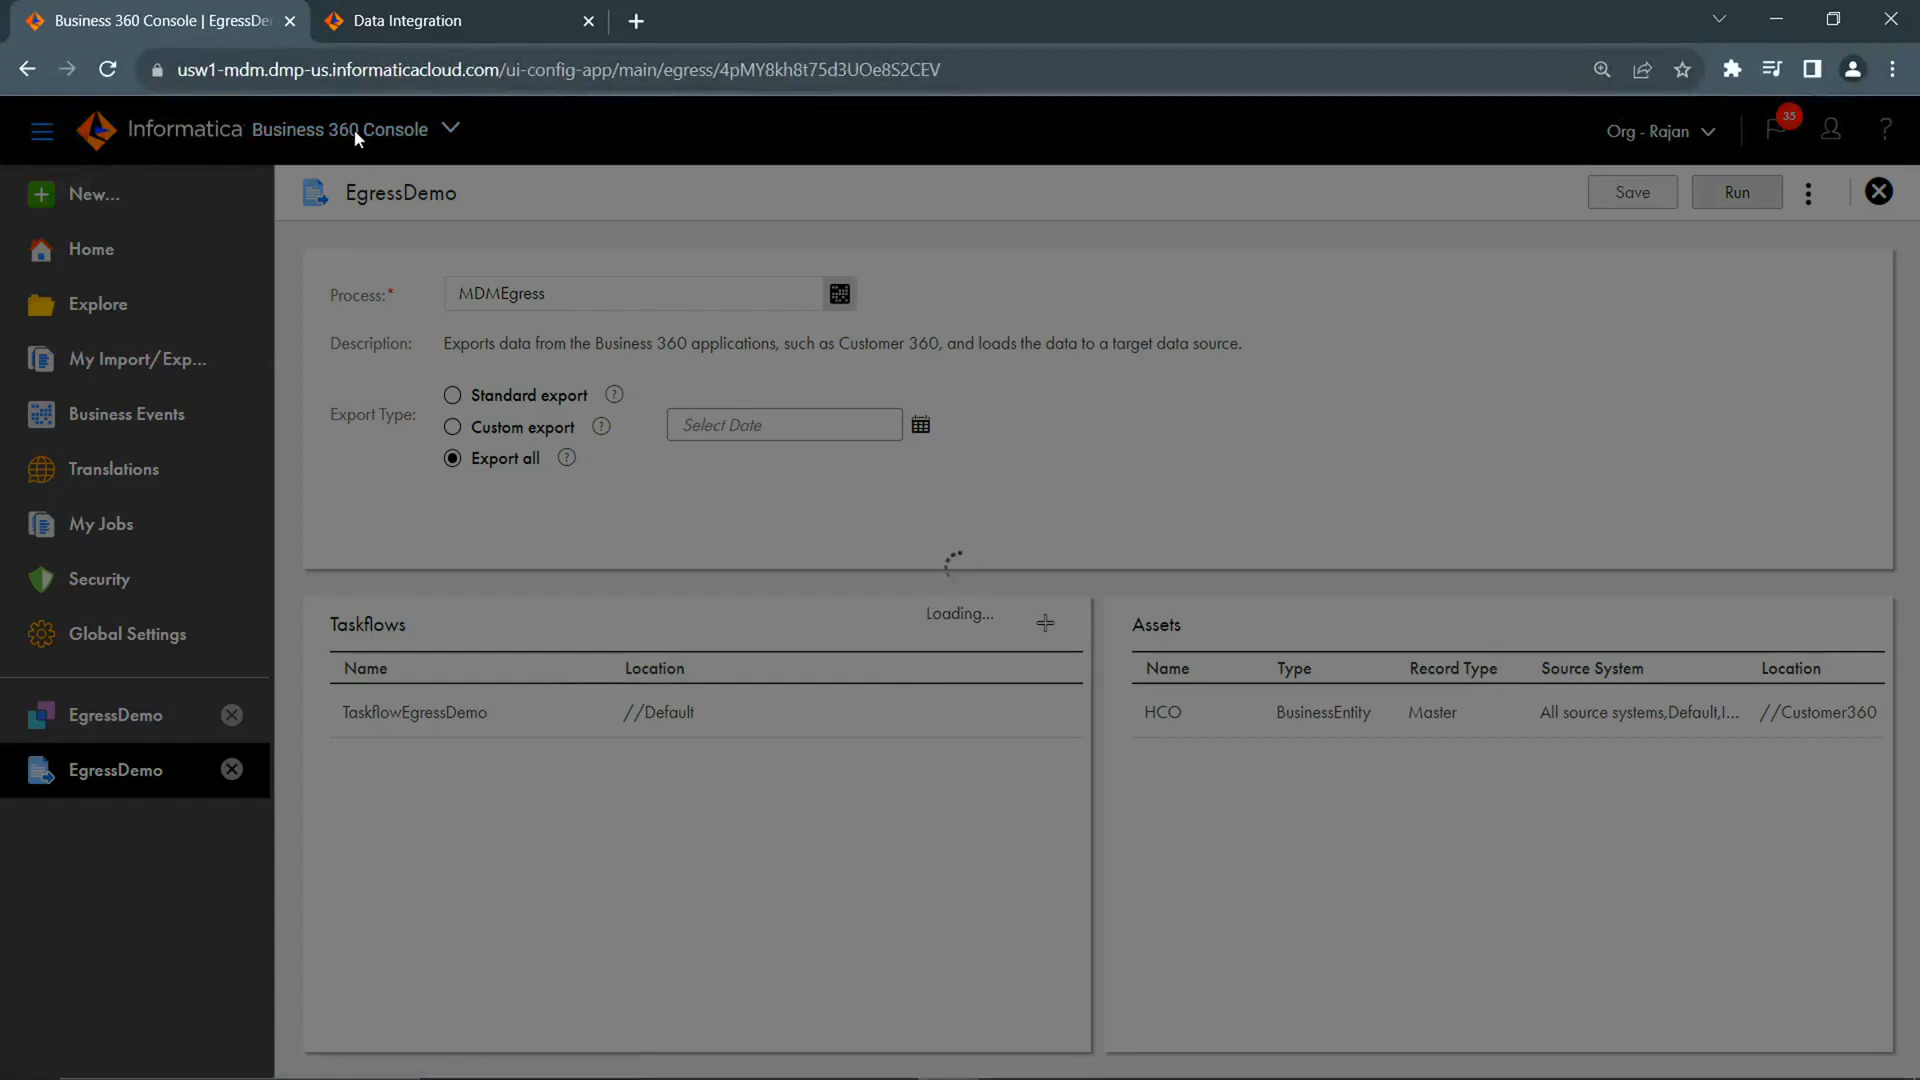 Business 360 Console | EgressDe
Data Integration
usw1-mdm.dmp-us.informaticacloud.com/ui-config-app/main/egress/4pMY8kh8t75d3UOe8S2CEV
Informatica Business 360 Console
Org - Rajan
35
?
New...
Home
Explore
My Import/Exp...
Business Events
Translations
My Jobs
Security
Global Settings
EgressDemo
EgressDemo
EgressDemo
Save
Run
Process:*
MDMEgress
Description:
Exports data from the Business 360 applications, such as Customer 360, and loads the data to a target data source.
Export Type:
Standard export ?
Custom export ?
Select Date
Export all ?
Loading...
Taskflows
Name Location
TaskflowEgressDemo //Default
Assets
Name Type Record Type Source System Location
HCO BusinessEntity Master All source systems,Default,I... //Customer360